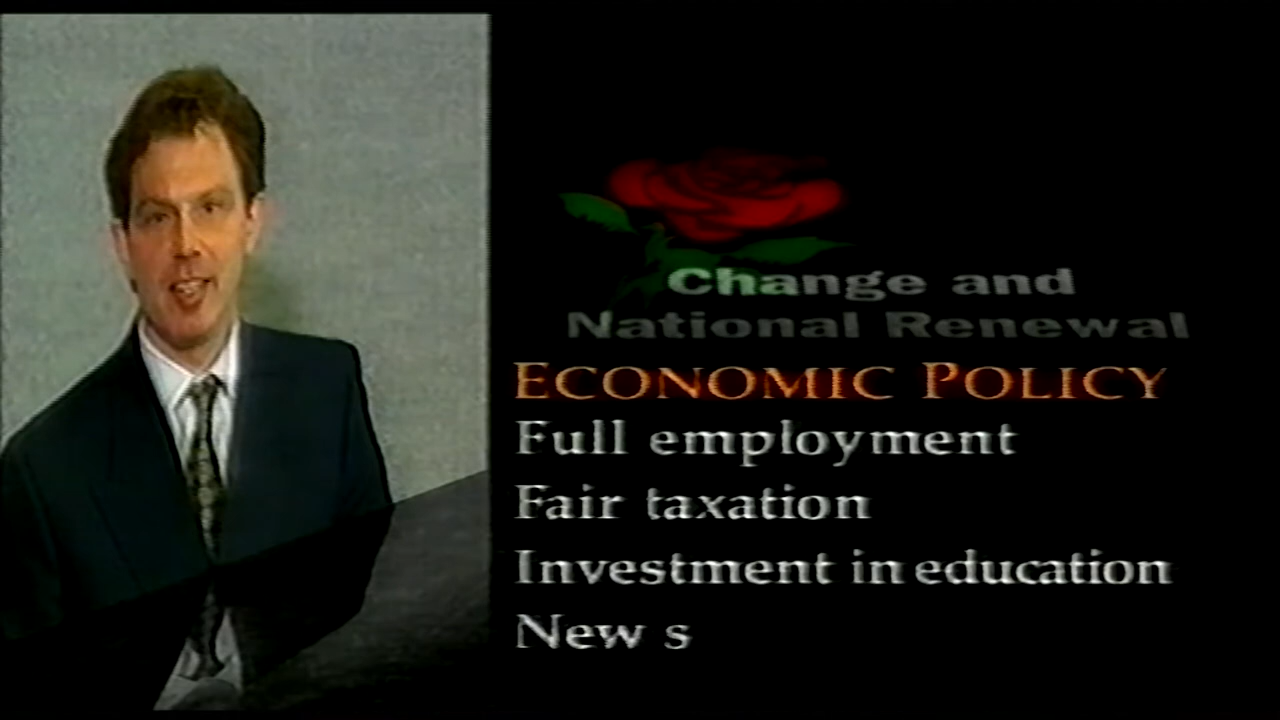 Change and
National Renewal
ECONOMIC POLICY
Full employment
Fair taxation
Investment in education
New s